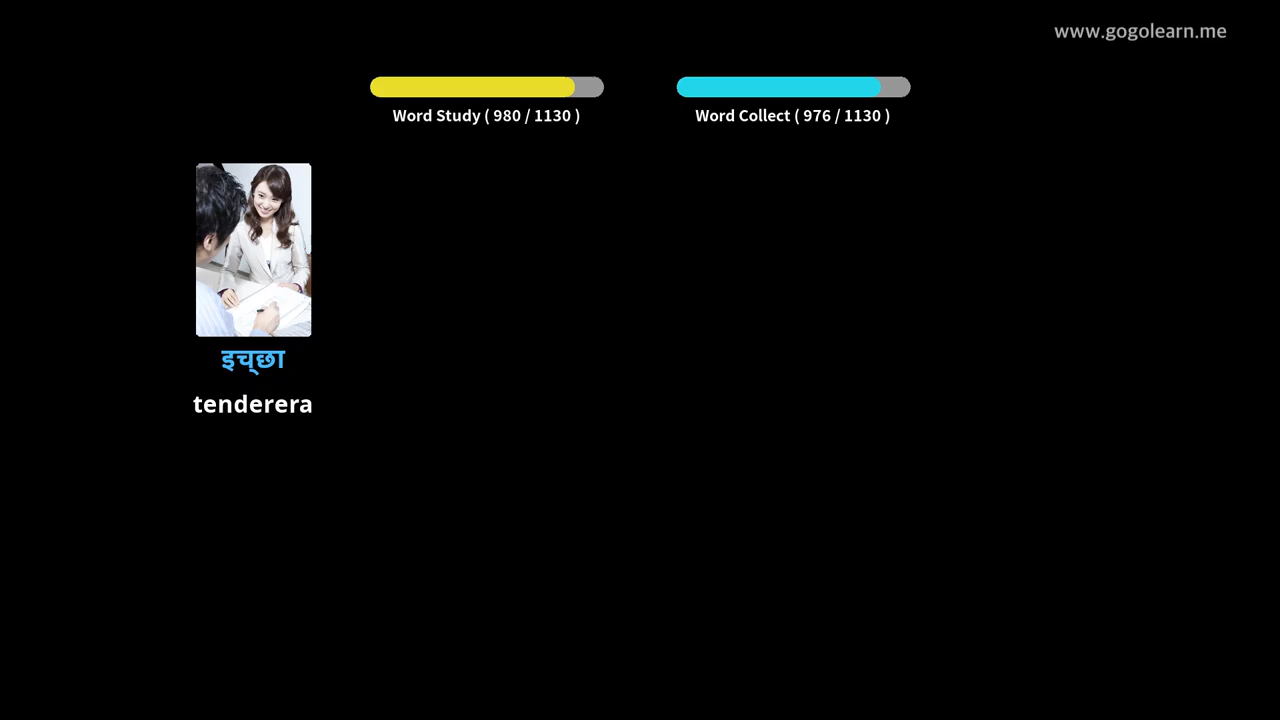 www.gogolearn.me
Word Study ( 980 / 1130 )
Word Collect ( 976 / 1130 )
इच्छा
tenderera